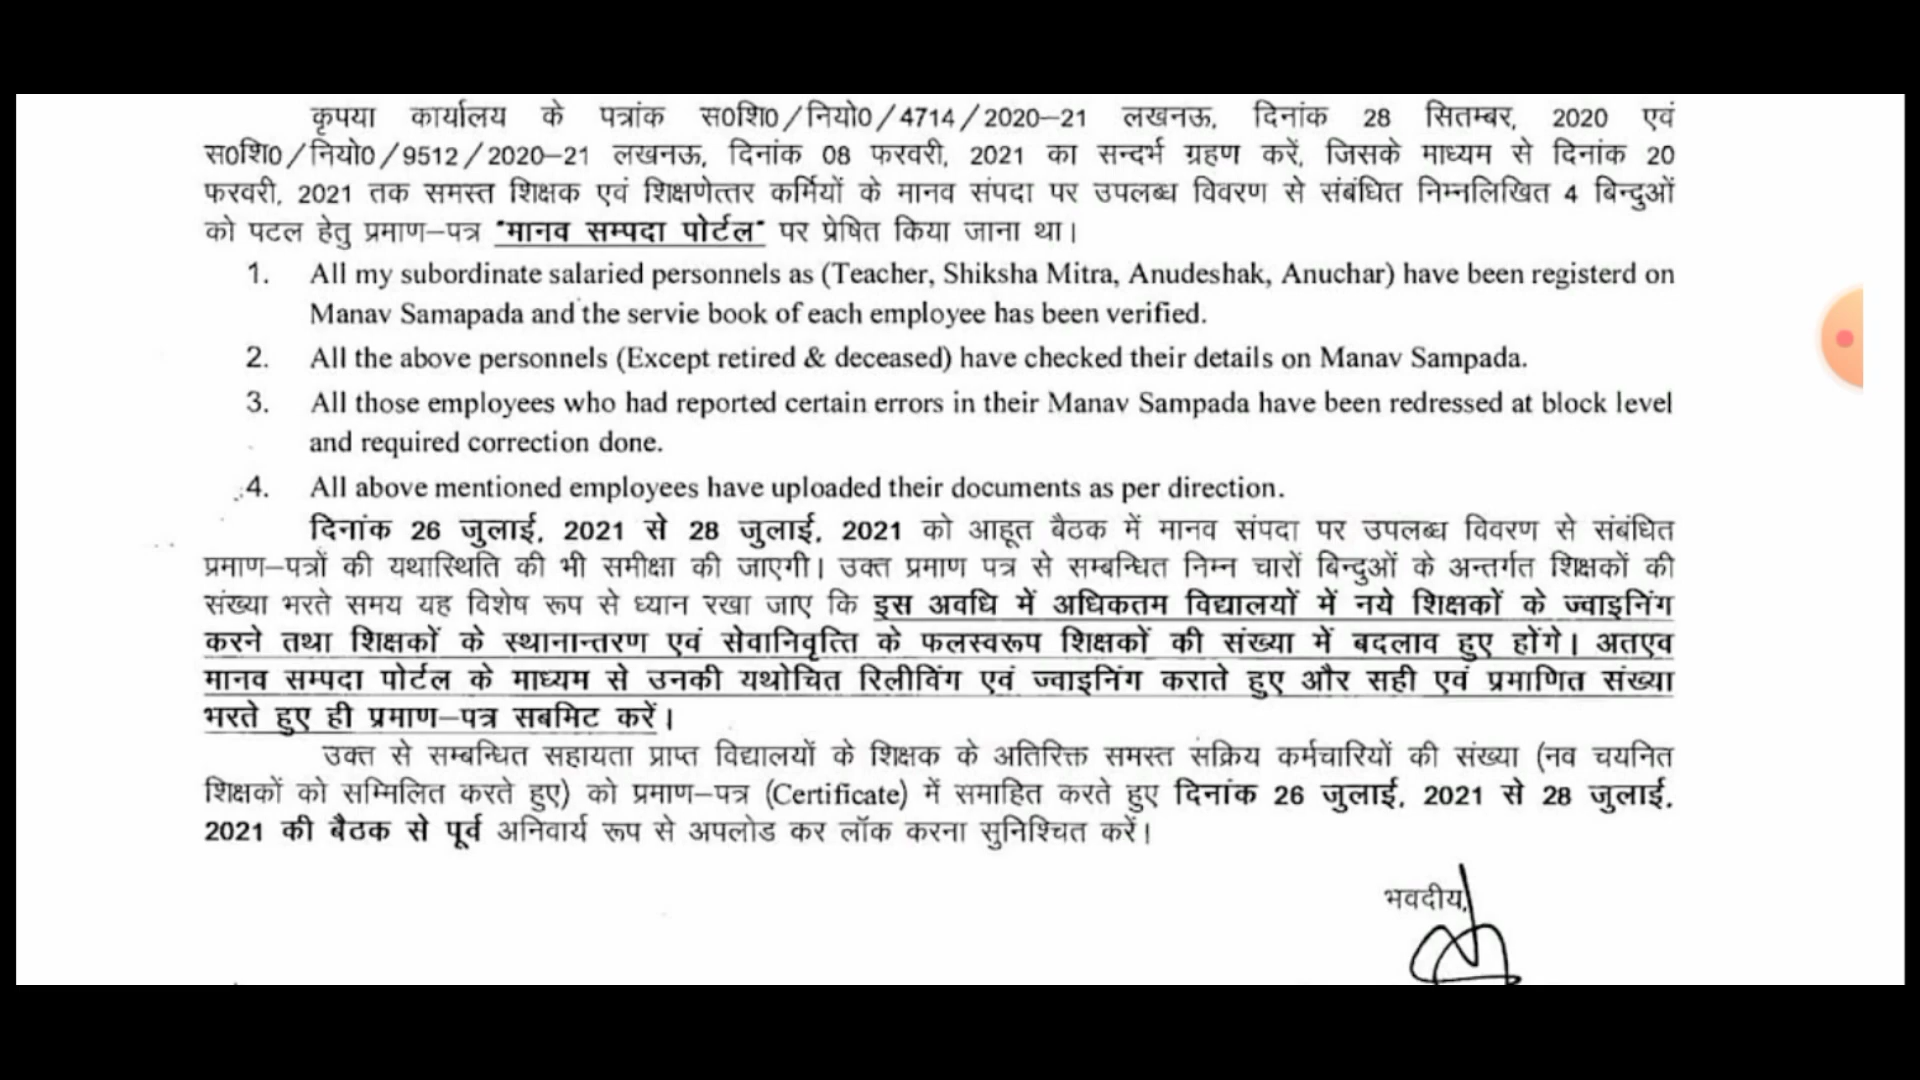 कृपया कार्यालय के पत्रांक स0शि0/नियो0/4714/2020–21 लखनऊ, दिनांक 28 सितम्बर, 2020 एवं
स0शि0/नियो0/9512/2020–21 लखनऊ, दिनांक 08 फरवरी, 2021 का सन्दर्भ ग्रहण करें, जिसके माध्यम से दिनांक 20
फरवरी, 2021 तक समस्त शिक्षक एवं शिक्षणेत्तर कर्मियों के मानव संपदा पर उपलब्ध विवरण से संबंधित निम्नलिखित 4 बिन्दुओं
को पटल हेतु प्रमाण–पत्र "मानव सम्पदा पोर्टल" पर प्रेषित किया जाना था।
1. All my subordinate salaried personnels as (Teacher, Shiksha Mitra, Anudeshak, Anuchar) have been registerd on
Manav Samapada and the servie book of each employee has been verified.
2. All the above personnels (Except retired & deceased) have checked their details on Manav Sampada.
3. All those employees who had reported certain errors in their Manav Sampada have been redressed at block level
and required correction done.
4. All above mentioned employees have uploaded their documents as per direction.
दिनांक 26 जुलाई, 2021 से 28 जुलाई, 2021 को आहूत बैठक में मानव संपदा पर उपलब्ध विवरण से संबंधित
प्रमाण–पत्रों की यथास्थिति की भी समीक्षा की जाएगी। उक्त प्रमाण पत्र से सम्बन्धित निम्न चारों बिन्दुओं के अन्तर्गत शिक्षकों की
संख्या भरते समय यह विशेष रूप से ध्यान रखा जाए कि इस अवधि में अधिकतम विद्यालयों में नये शिक्षकों के ज्वाइनिंग
करने तथा शिक्षकों के स्थानान्तरण एवं सेवानिवृत्ति के फलस्वरूप शिक्षकों की संख्या में बदलाव हुए होंगे। अतएव
मानव सम्पदा पोर्टल के माध्यम से उनकी यथोचित रिलीविंग एवं ज्वाइनिंग कराते हुए और सही एवं प्रमाणित संख्या
भरते हुए ही प्रमाण–पत्र सबमिट करें।
उक्त से सम्बन्धित सहायता प्राप्त विद्यालयों के शिक्षक के अतिरिक्त समस्त सक्रिय कर्मचारियों की संख्या (नव चयनित
शिक्षकों को सम्मिलित करते हुए) को प्रमाण–पत्र (Certificate) में समाहित करते हुए दिनांक 26 जुलाई, 2021 से 28 जुलाई,
2021 की बैठक से पूर्व अनिवार्य रूप से अपलोड कर लॉक करना सुनिश्चित करें।
भवदीय,